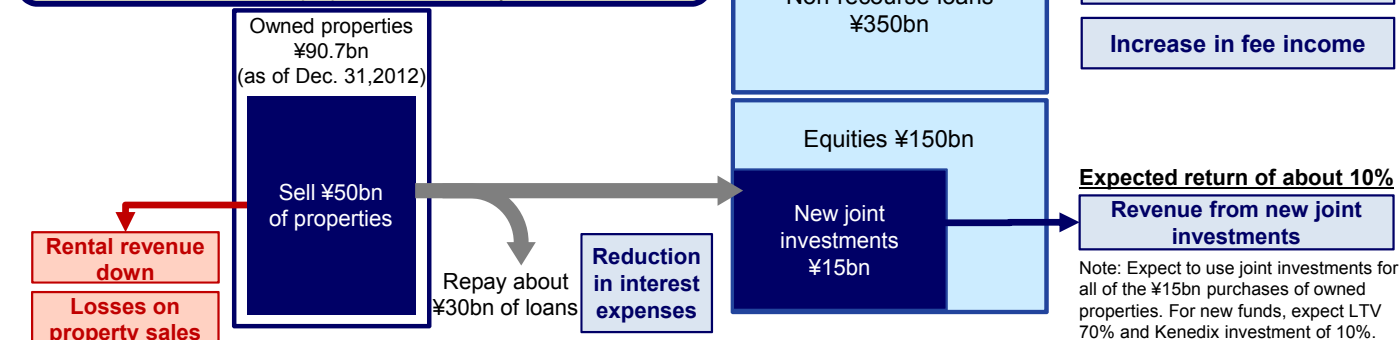 Non-recourse loans
¥350bn
Increase in fee income
Owned properties
¥90.7bn
(as of Dec. 31,2012)
Sell ¥50bn
of properties
Rental revenue
down
Losses on
property sales
Repay about
¥30bn of loans
Reduction
in interest
expenses
Equities ¥150bn
New joint
investments
¥15bn
Expected return of about 10%
Revenue from new joint
investments
Note: Expect to use joint investments for
all of the ¥15bn purchases of owned
properties. For new funds, expect LTV
70% and Kenedix investment of 10%.